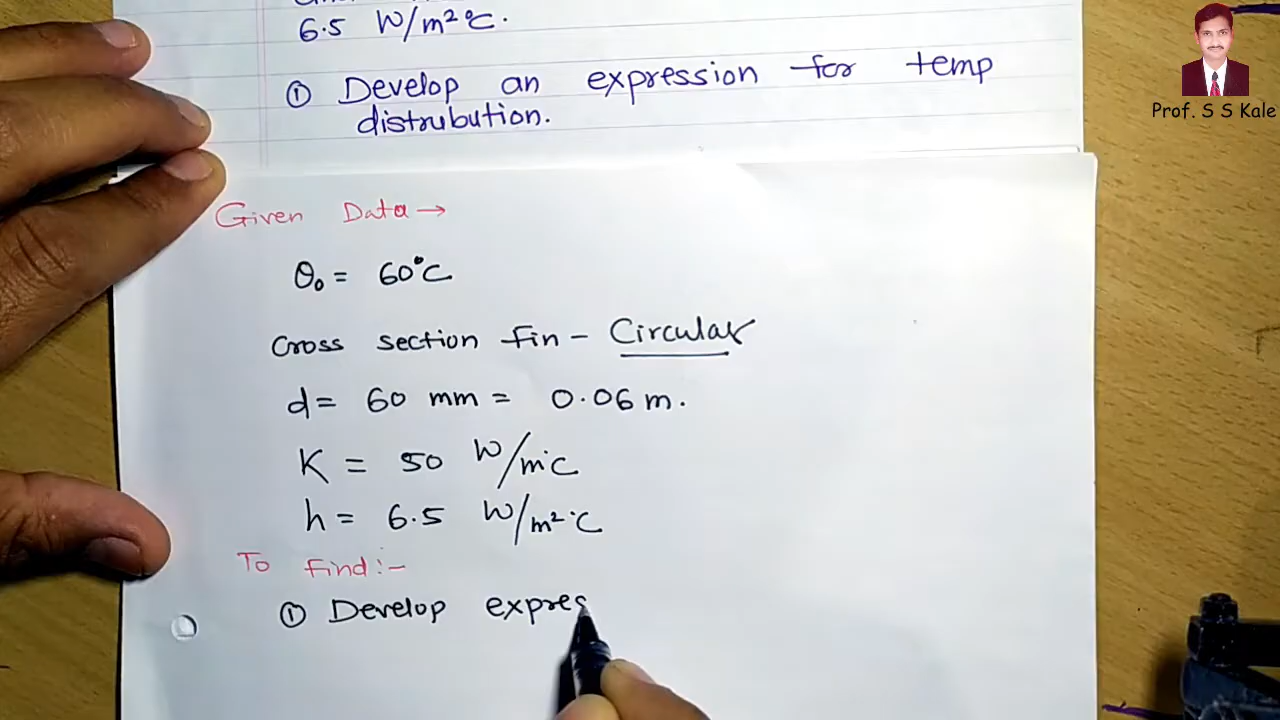 6.5 W/m²°C.
① Develop an expression for temp
distrubution.
Prof. S S Kale
Given Data →
θ₀ = 60°C
Cross section fin - Circular
d = 60 mm = 0.06 m.
K = 50 W/m°C
h = 6.5 W/m²°C
To Find:-
① Develop expres